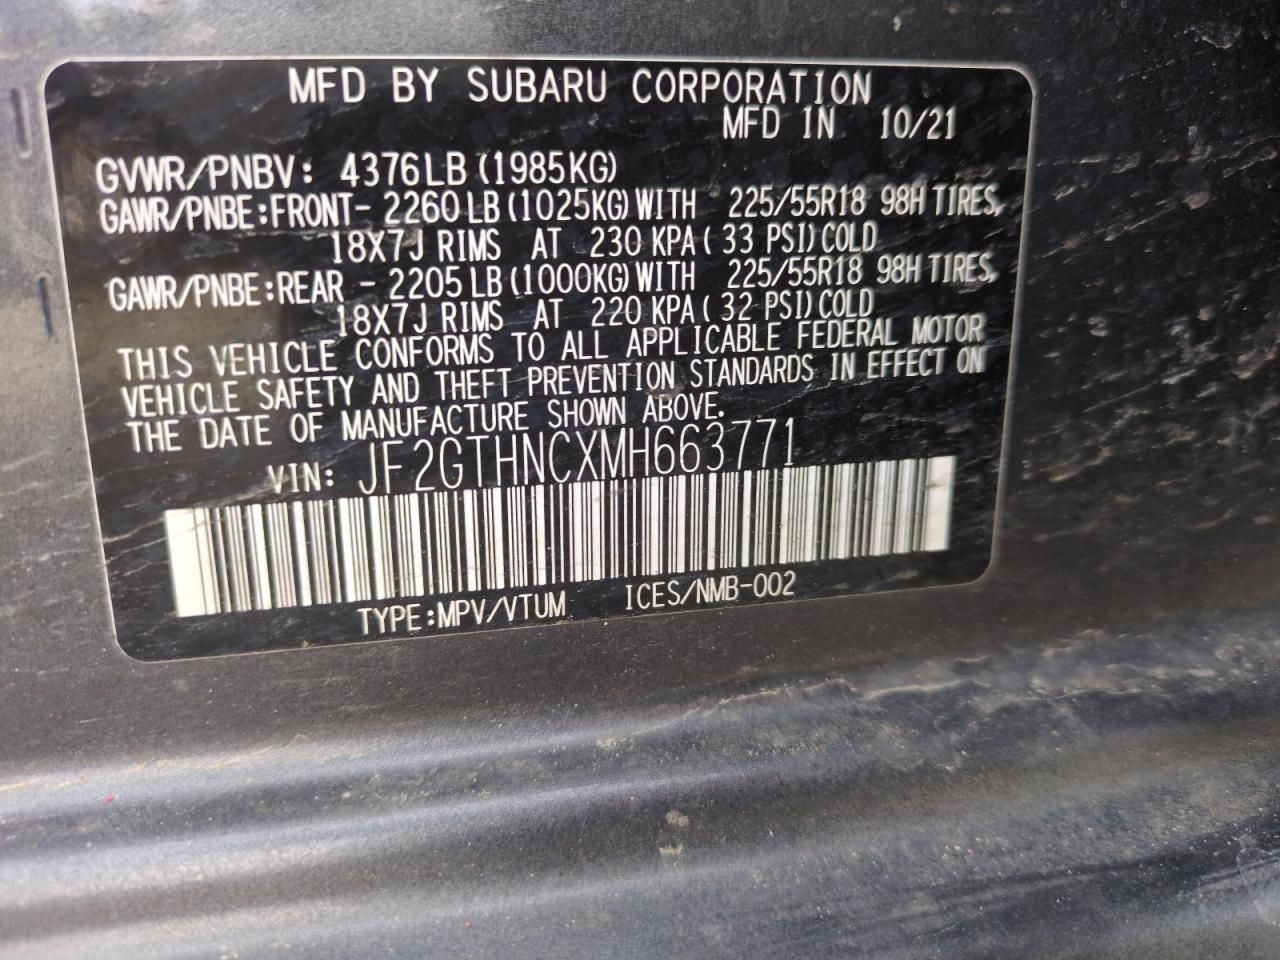 MFD BY SUBARU CORPORATION
MFD IN 10/21
GVWR/PNBV: 4376LB (1985KG)
GAWR/PNBE:FRONT- 2260LB(1025KG)WITH 225/55R18 98H TIRES,
18X7J RIMS AT 230 KPA( 33 PSI)COLD
GAWR/PNBE:REAR - 2205LB(1000KG)WITH 225/55R18 98H TIRES,
18X7J RIMS AT 220 KPA( 32 PSI)COLD
THIS VEHICLE CONFORMS TO ALL APPLICABLE FEDERAL MOTOR
VEHICLE SAFETY AND THEFT PREVENTION STANDARDS IN EFFECT ON
THE DATE OF MANUFACTURE SHOWN ABOVE.
VIN: JF2GTHNCXMH663771
TYPE:MPV/VTUM ICES/NMB-002